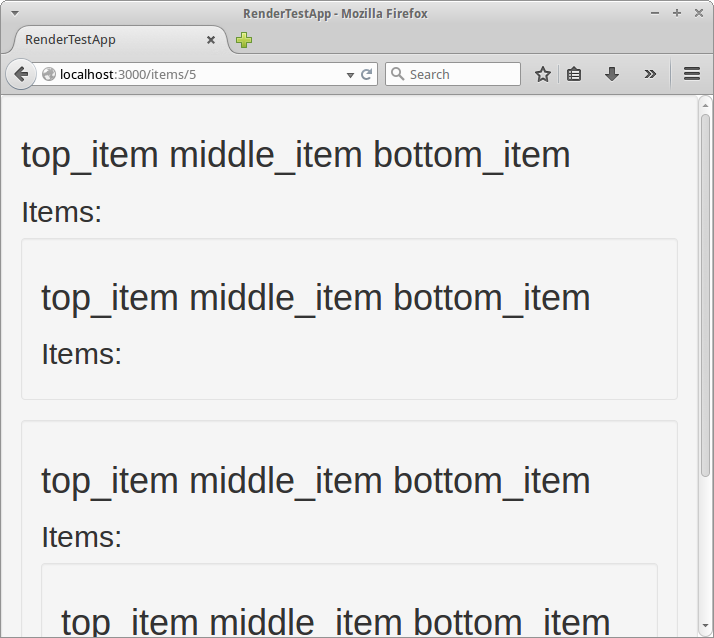 RenderTestApp - Mozilla Firefox
RenderTestApp
localhost:3000/items/5
Search
top_item middle_item bottom_item
Items:
top_item middle_item bottom_item
Items:
top_item middle_item bottom_item
Items:
top_item middle_item bottom_item